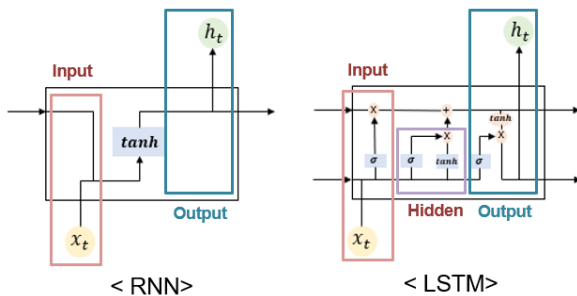 h_t
Input
tanh
Output
x_t
< RNN>
h_t
Input
x
+
tanh
x
x
σ
σ
tanh
σ
Hidden
Output
x_t
< LSTM>